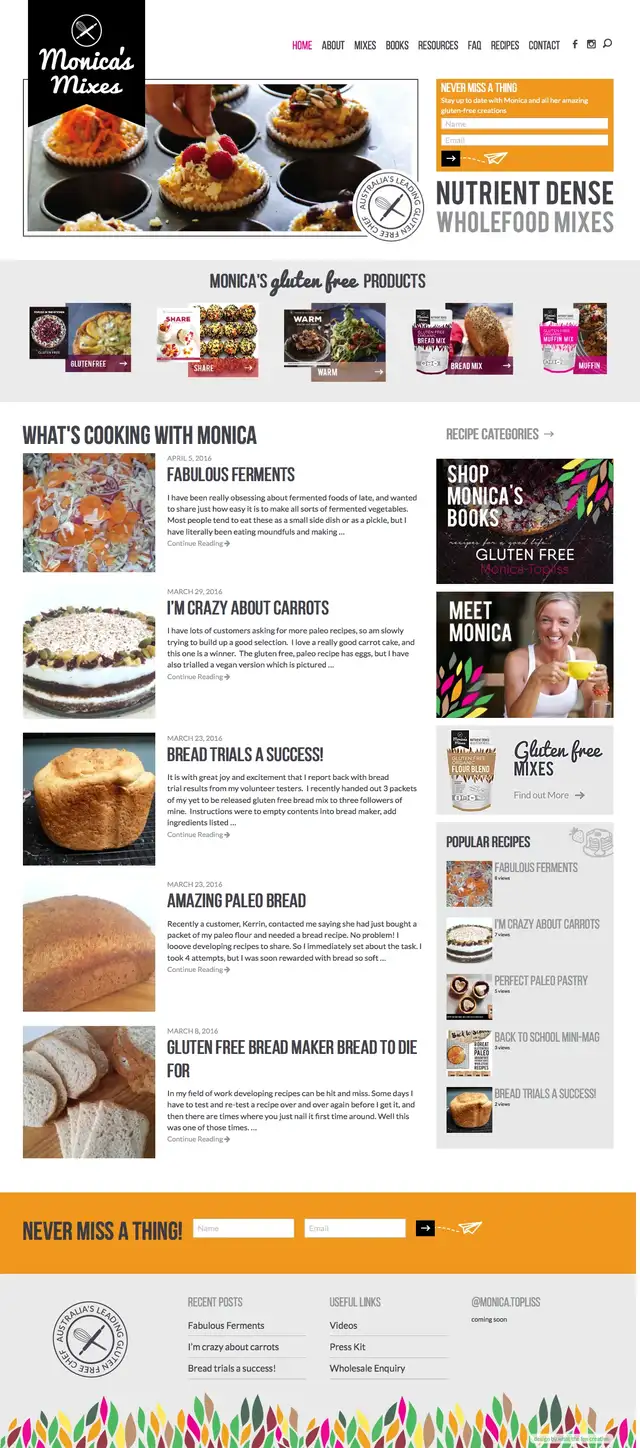 Monica's
Mixes
HOME ABOUT MIXES BOOKS RESOURCES FAQ RECIPES CONTACT
NEVER MISS A THING
Stay up to date with Monica and all her amazing
gluten-free creations
Name
Email
AUSTRALIA'S LEADING GLUTEN FREE CHEF
NUTRIENT DENSE
WHOLEFOOD MIXES
MONICA'S gluten free PRODUCTS
GLUTEN FREE
SHARE
SHARE
WARM
WARM
BREAD MIX
BREAD MIX
MUFFIN MIX
MUFFIN
WHAT'S COOKING WITH MONICA
APRIL 5, 2016
FABULOUS FERMENTS
I have been really obsessing about fermented foods of late, and wanted
to share just how easy it is to make all sorts of fermented vegetables.
Most people tend to eat these as a small side dish or as a pickle, but I
have literally been eating moundfuls and making ...
Continue Reading
MARCH 29, 2016
I'M CRAZY ABOUT CARROTS
I have lots of customers asking for more paleo recipes, so am slowly
trying to build up a good selection. I love a really good carrot cake, and
this one is a winner. The gluten free, paleo recipe has eggs, but I have
also trialled a vegan version which is pictured ...
Continue Reading
MARCH 23, 2016
BREAD TRIALS A SUCCESS!
It is with great joy and excitement that I report back with bread
trial results from my volunteer testers. I recently handed out 3 packets
of my yet to be released gluten free bread mix to three followers of
mine. Instructions were to empty contents into bread maker, add
ingredients listed ...
Continue Reading
MARCH 23, 2016
AMAZING PALEO BREAD
Recently a customer, Kerrin, contacted me saying she had just bought a
packet of my paleo flour and needed a bread recipe. No problem! I
looove developing recipes to share. So I immediately set about the task. I
took 4 attempts, but I was soon rewarded with bread so soft ...
Continue Reading
MARCH 8, 2016
GLUTEN FREE BREAD MAKER BREAD TO DIE
FOR
In my field of work developing recipes can be hit and miss. Some days I
have to test and re-test a recipe over and over again before I get it, and
then there are times where you just nail it first time around. Well this
was one of those times. ...
Continue Reading
RECIPE CATEGORIES
SHOP
MONICA'S
BOOKS
recipes for a good life...
GLUTEN FREE
Monica Topliss
MEET
MONICA
Monica's
Mixes
GLUTEN FREE
ORGANIC
FLOUR BLEND
Gluten free
MIXES
Find out More
POPULAR RECIPES
FABULOUS FERMENTS
8 views
I'M CRAZY ABOUT CARROTS
7 views
PERFECT PALEO PASTRY
5 views
BACK TO SCHOOL MINI-MAG
3 views
BREAD TRIALS A SUCCESS!
2 views
NEVER MISS A THING!
Name
Email
AUSTRALIA'S LEADING GLUTEN FREE CHEF
RECENT POSTS
Fabulous Ferments
I'm crazy about carrots
Bread trials a success!
USEFUL LINKS
Videos
Press Kit
Wholesale Enquiry
@MONICA.TOPLISS
coming soon